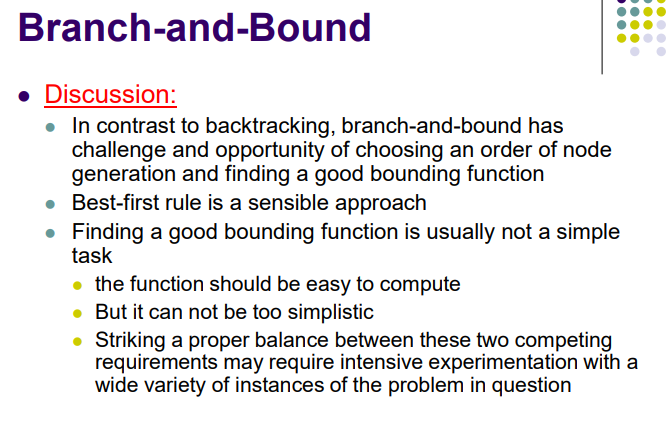 Branch-and-Bound
Discussion:
In contrast to backtracking, branch-and-bound has
challenge and opportunity of choosing an order of node
generation and finding a good bounding function
Best-first rule is a sensible approach
Finding a good bounding function is usually not a simple
task
the function should be easy to compute
But it can not be too simplistic
Striking a proper balance between these two competing
requirements may require intensive experimentation with a
wide variety of instances of the problem in question